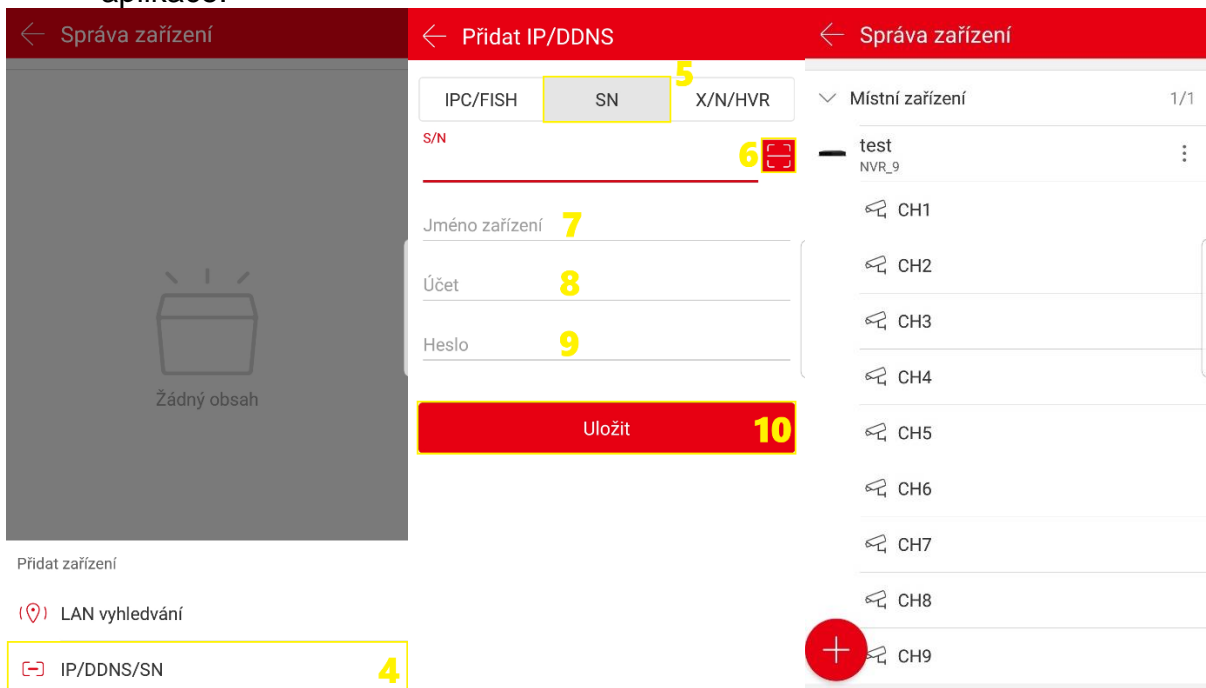 aplikace.
Správa zařízení
Žádný obsah
Přidat zařízení
LAN vyhledvání
IP/DDNS/SN
4
Přidat IP/DDNS
5
IPC/FISH SN X/N/HVR
S/N
6
Jméno zařízení 7
Účet 8
Heslo 9
Uložit 10
Správa zařízení
Místní zařízení 1/1
test
NVR_9
CH1
CH2
CH3
CH4
CH5
CH6
CH7
CH8
CH9